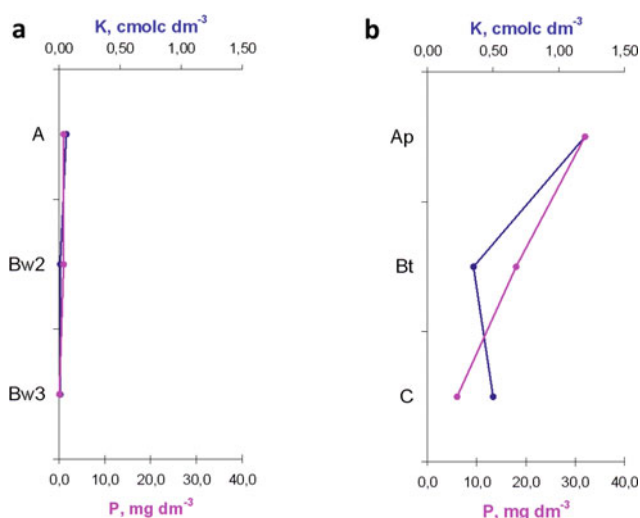 a
K, cmolc dm-3
0,00 0,50 1,00 1,50
A
Bw2
Bw3
0,0 10,0 20,0 30,0 40,0
P, mg dm-3
b
K, cmolc dm-3
0,00 0,50 1,00 1,50
Ap
Bt
C
0,0 10,0 20,0 30,0 40,0
P, mg dm-3